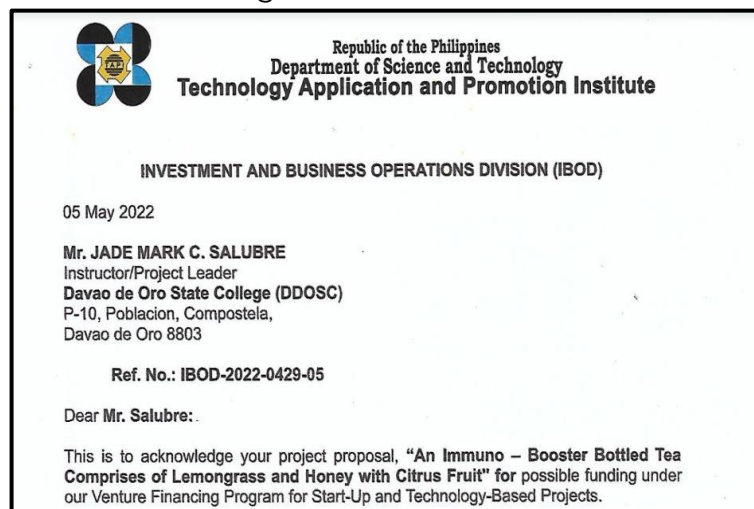 Republic of the Philippines
Department of Science and Technology
Technology Application and Promotion Institute
INVESTMENT AND BUSINESS OPERATIONS DIVISION (IBOD)
05 May 2022
Mr. JADE MARK C. SALUBRE
Instructor/Project Leader
Davao de Oro State College (DDOSC)
P-10, Poblacion, Compostela,
Davao de Oro 8803
Ref. No.: IBOD-2022-0429-05
Dear Mr. Salubre:.
This is to acknowledge your project proposal, “An Immuno – Booster Bottled Tea
Comprises of Lemongrass and Honey with Citrus Fruit" for possible funding under
our Venture Financing Program for Start-Up and Technology-Based Projects.